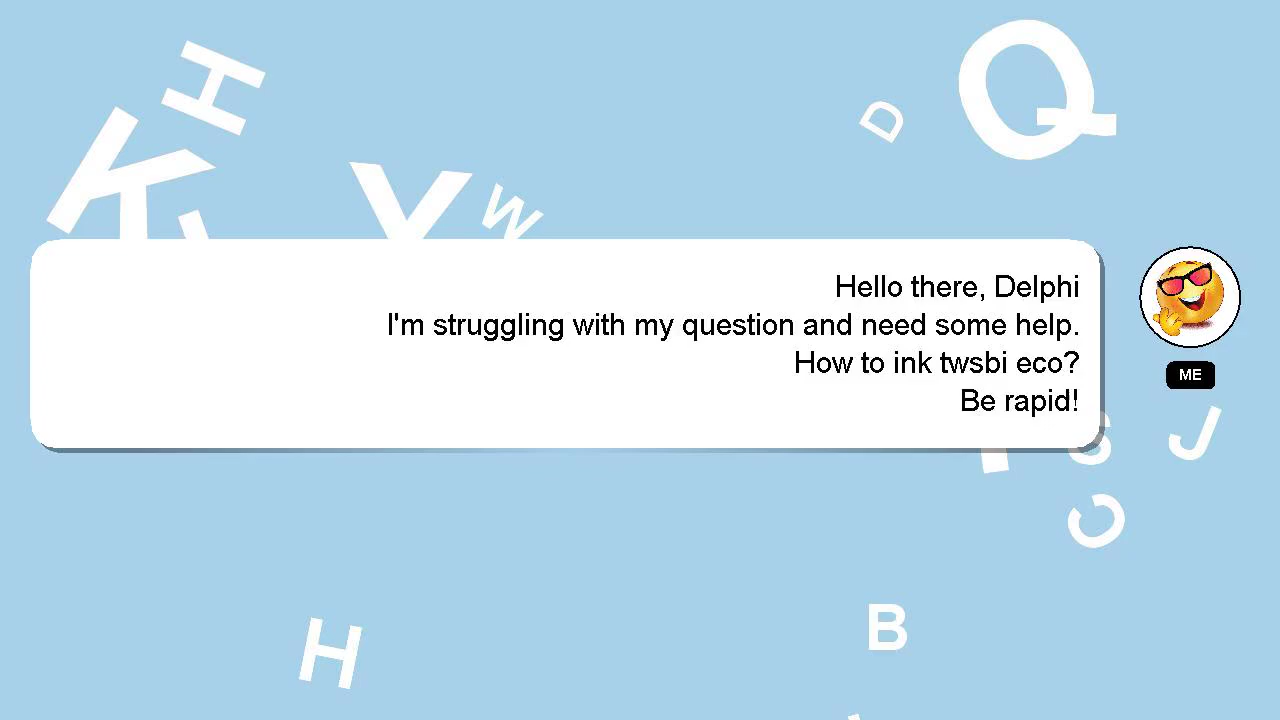 H
K
Y
W
D
Q
Hello there, Delphi
I'm struggling with my question and need some help.
How to ink twsbi eco?
Be rapid!
ME
S
J
C
H
B